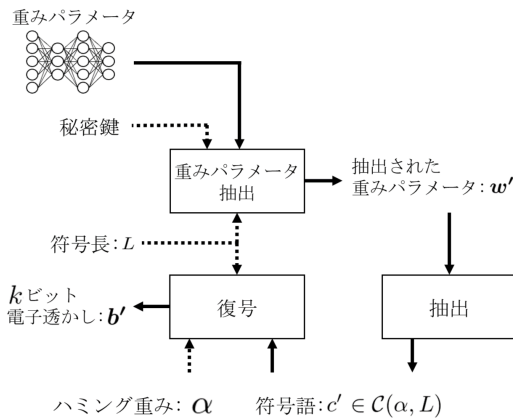 重みパラメータ
秘密鍵
重みパラメータ
抽出
抽出された
重みパラメータ: w′
符号長: L
kビット
電子透かし: b′
復号
抽出
ハミング重み: α
符号語: c′ ∈ C(α, L)